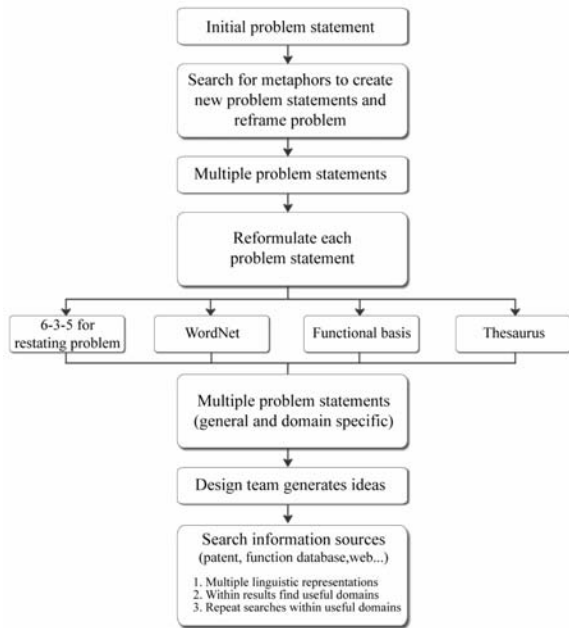 Initial problem statement
Search for metaphors to create
new problem statements and
reframe problem
Multiple problem statements
Reformulate each
problem statement
6-3-5 for
restating problem
WordNet
Functional basis
Thesaurus
Multiple problem statements
(general and domain specific)
Design team generates ideas
Search information sources
(patent, function database,web...)
1. Multiple linguistic representations
2. Within results find useful domains
3. Repeat searches within useful domains